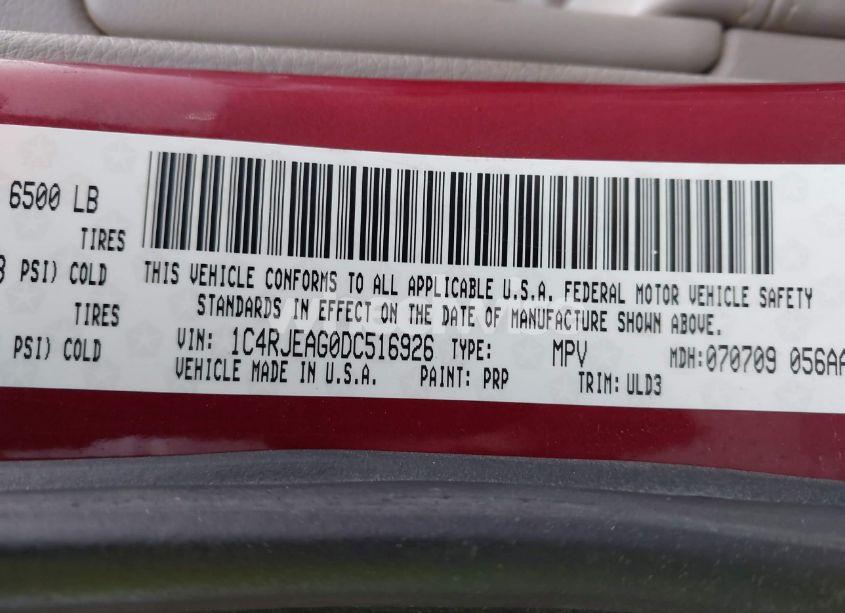 6500 LB
TIRES
PSI) COLD
TIRES
PSI) COLD
THIS VEHICLE CONFORMS TO ALL APPLICABLE U.S.A. FEDERAL MOTOR VEHICLE SAFETY
STANDARDS IN EFFECT ON THE DATE OF MANUFACTURE SHOWN ABOVE.
VIN: 1C4RJEAG0DC516926 TYPE: MPV MDH:070709 056AA
VEHICLE MADE IN U.S.A. PAINT: PRP TRIM: ULD3